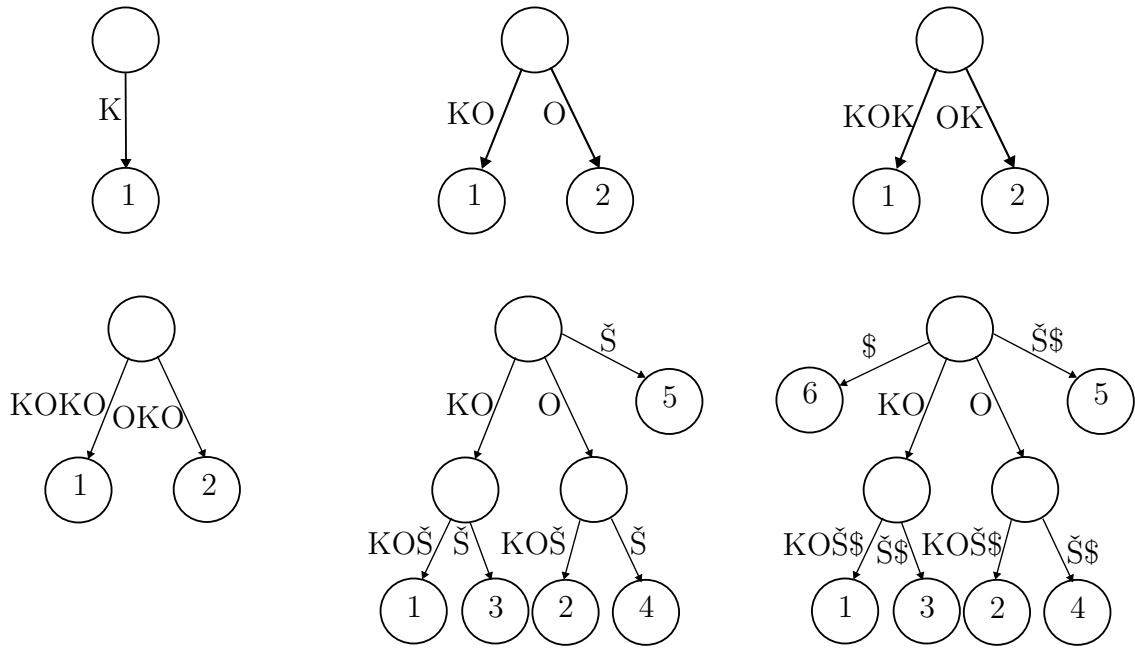 K
1
KO O
1 2
KOK OK
1 2
KOKO OKO
1 2
Š
5
KO O
KOŠ Š KOŠ Š
1 3 2 4
$ Š$
6 5
KO O
KOŠ$ Š$ KOŠ$ Š$
1 3 2 4